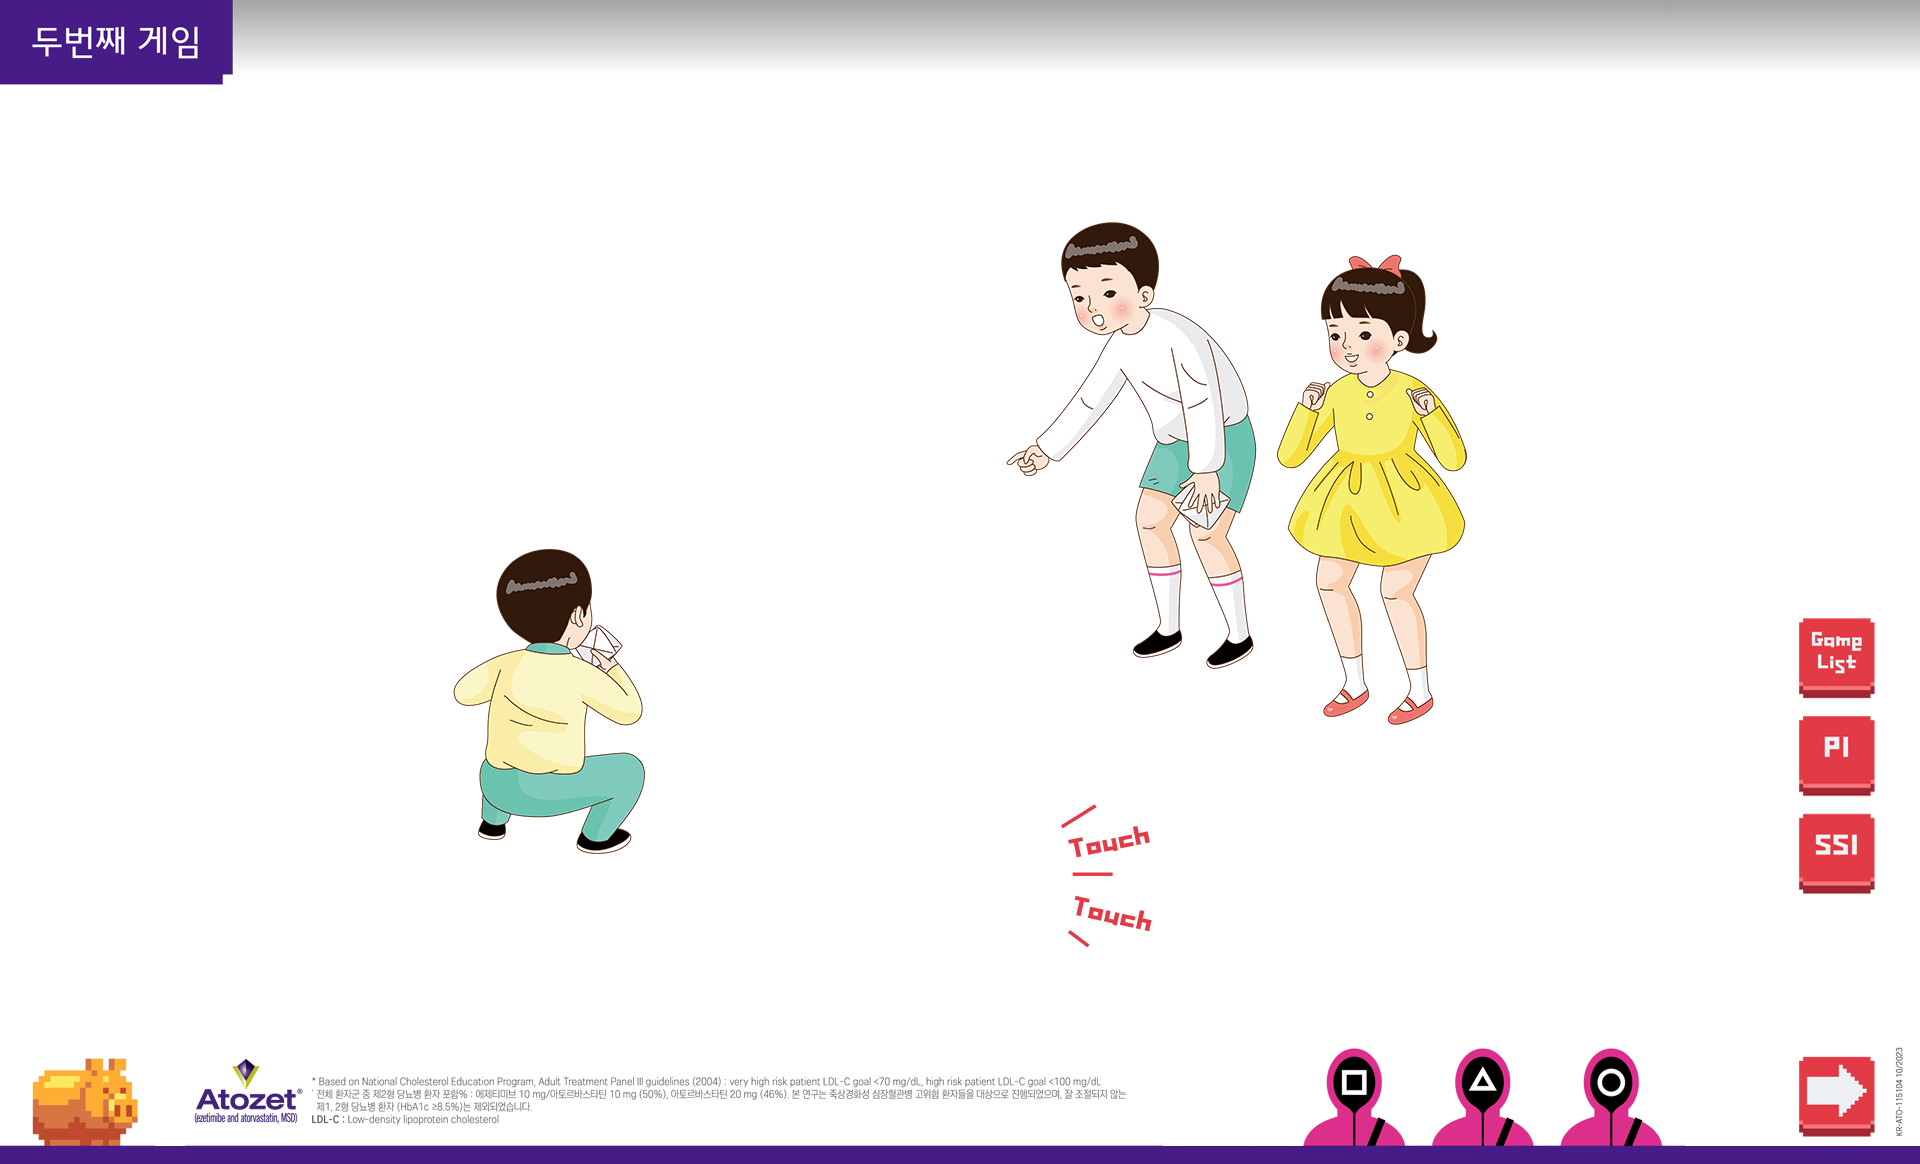 두번째 게임
Touch
Touch
Game
List
PI
SSI
Atozet®
(ezetimibe and atorvastatin, MSD)
* Based on National Cholesterol Education Program, Adult Treatment Panel III guidelines (2004) : very high risk patient LDL-C goal <70 mg/dL, high risk patient LDL-C goal <100 mg/dL
전체 환자군 중 제2형 당뇨병 환자 포함% : 에제티미브 10 mg/아토르바스타틴 10 mg (50%), 아토르바스타틴 20 mg (46%). 본 연구는 죽상경화성 심장혈관병 고위험 환자들을 대상으로 진행되었으며, 잘 조절되지 않는
제1, 2형 당뇨병 환자 (HbA1c ≥8.5%)는 제외되었습니다.
LDL-C : Low-density lipoprotein cholesterol
KR-ATO-115104 10/2023